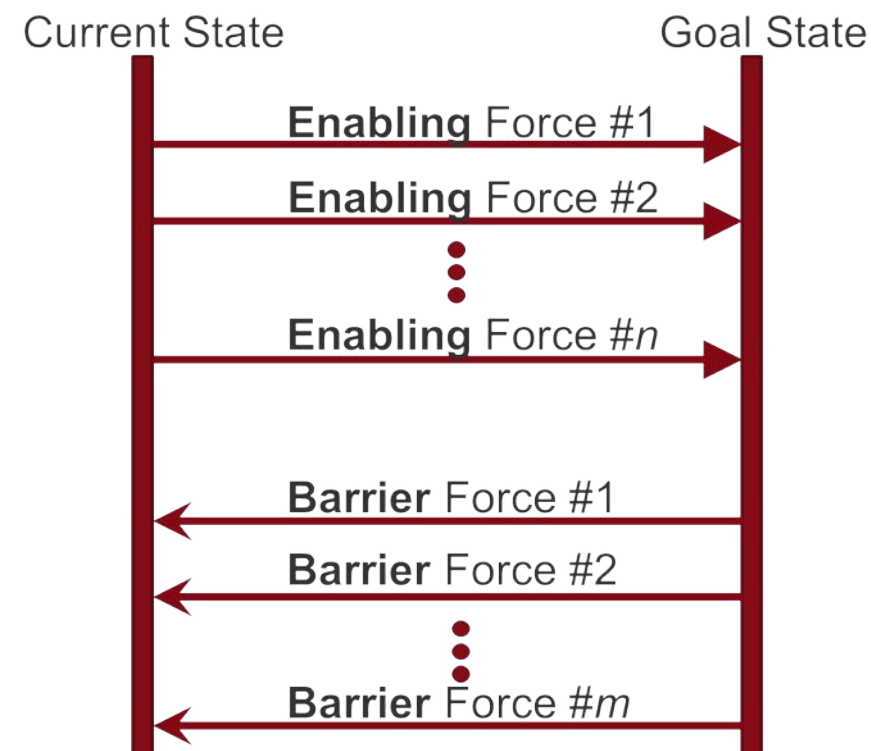 Current State
Goal State
Enabling Force #1
Enabling Force #2
Enabling Force #n
Barrier Force #1
Barrier Force #2
Barrier Force #m